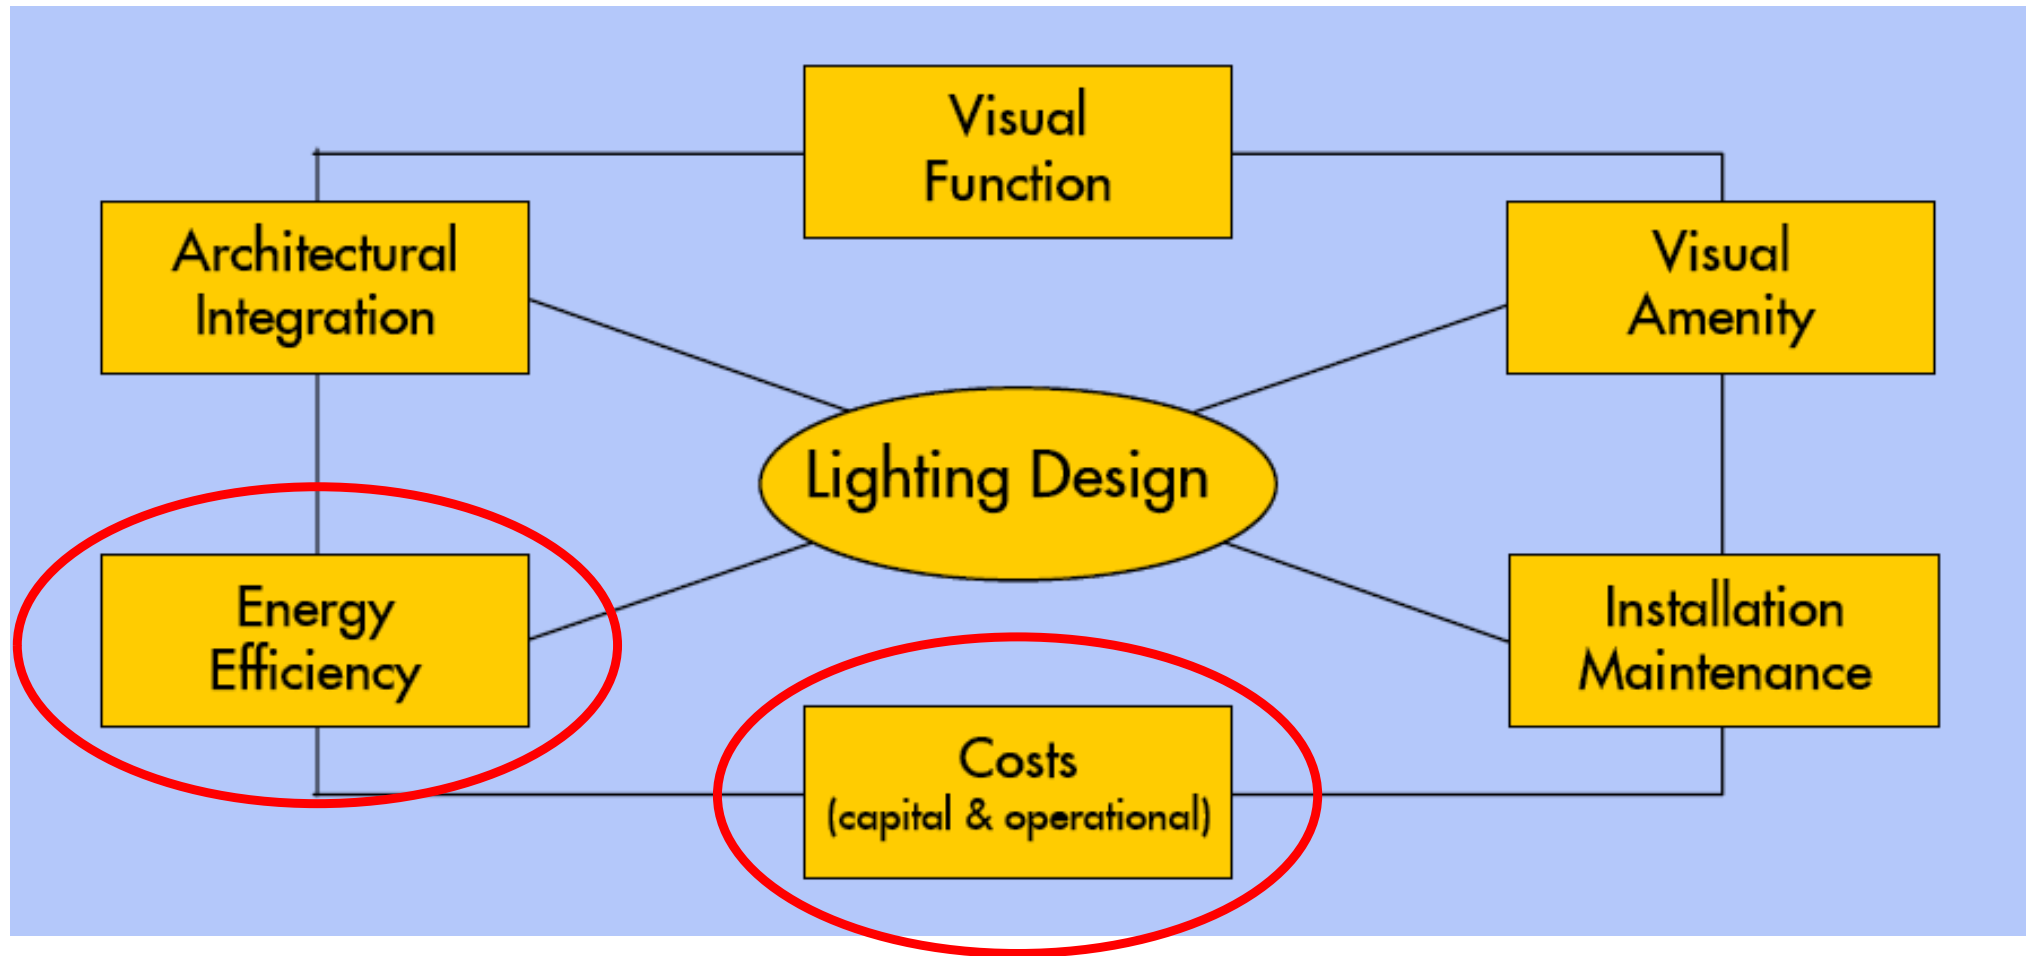 Visual
Function
Architectural
Integration
Visual
Amenity
Lighting Design
Energy
Efficiency
Installation
Maintenance
Costs
(capital & operational)